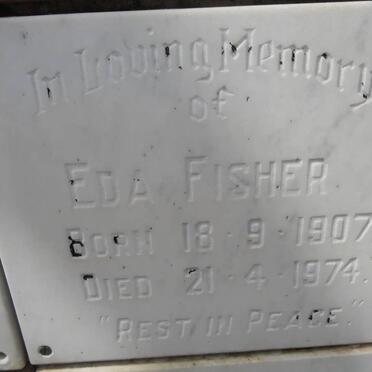 In Loving Memory
of
EDA FISHER
BORN 18·9·1907
DIED 21·4·1974.
"REST IN PEACE."